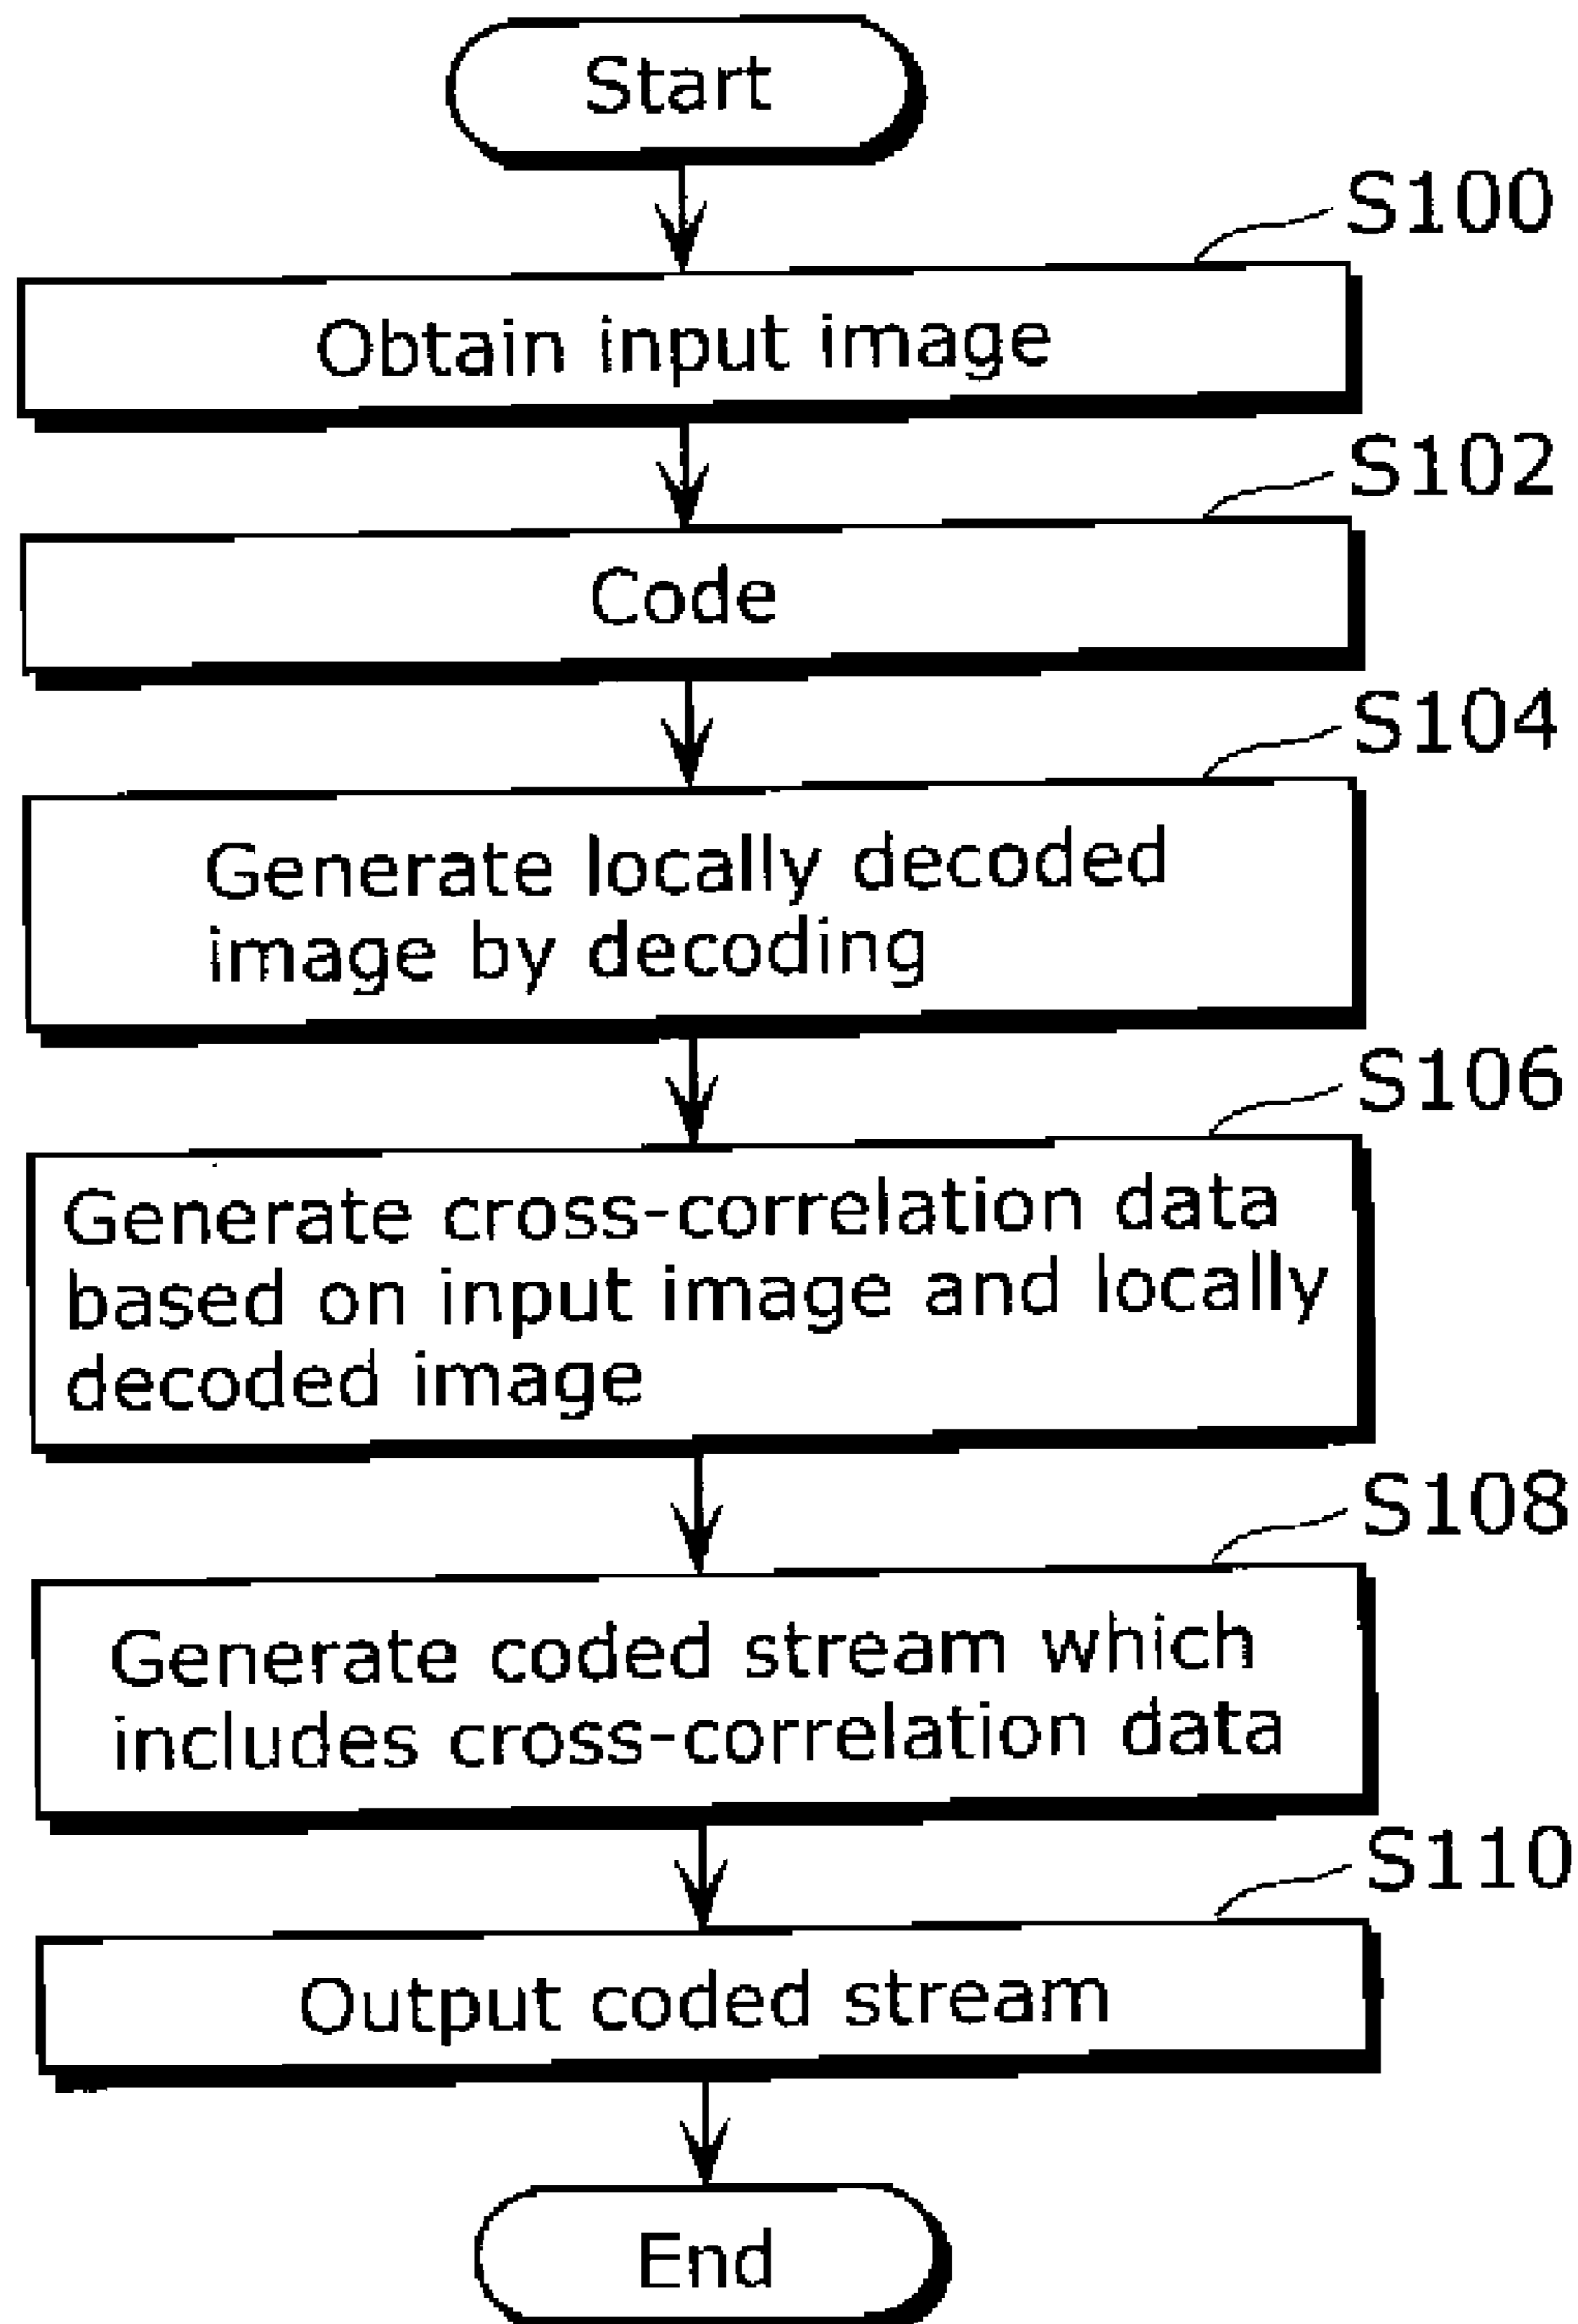 Start
S100
Obtain input image
S102
Code
S104
Generate locally decoded
image by decoding
S106
Generate cross-correlation data
based on input image and locally
decoded image
S108
Generate coded stream which
includes cross-correlation data
S110
Output coded stream
End